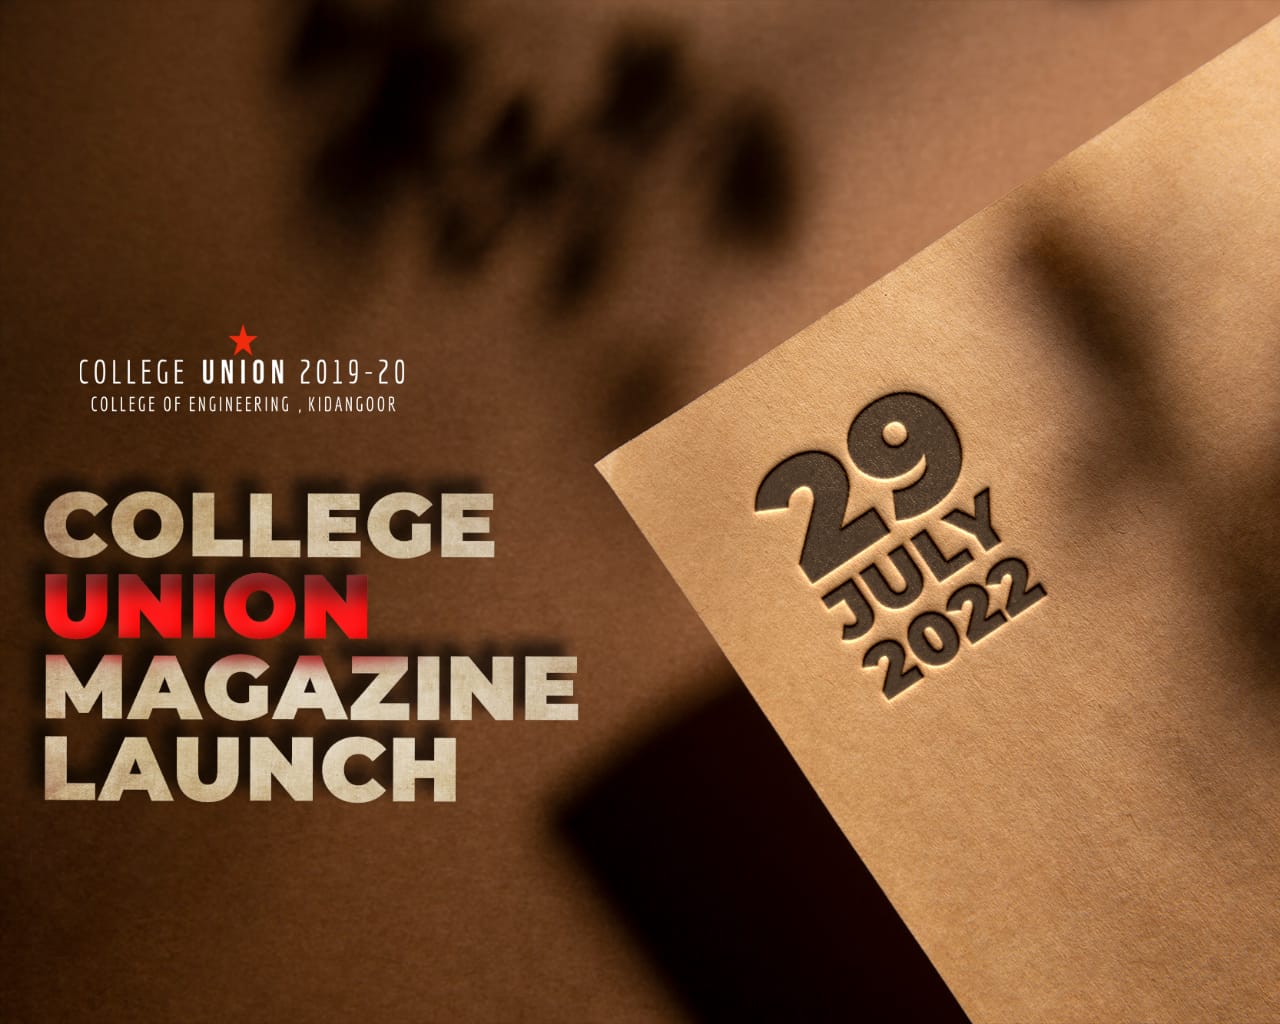 COLLEGE UNION 2019-20
COLLEGE OF ENGINEERING , KIDANGOOR
COLLEGE
UNION
MAGAZINE
LAUNCH
29
JULY
2022